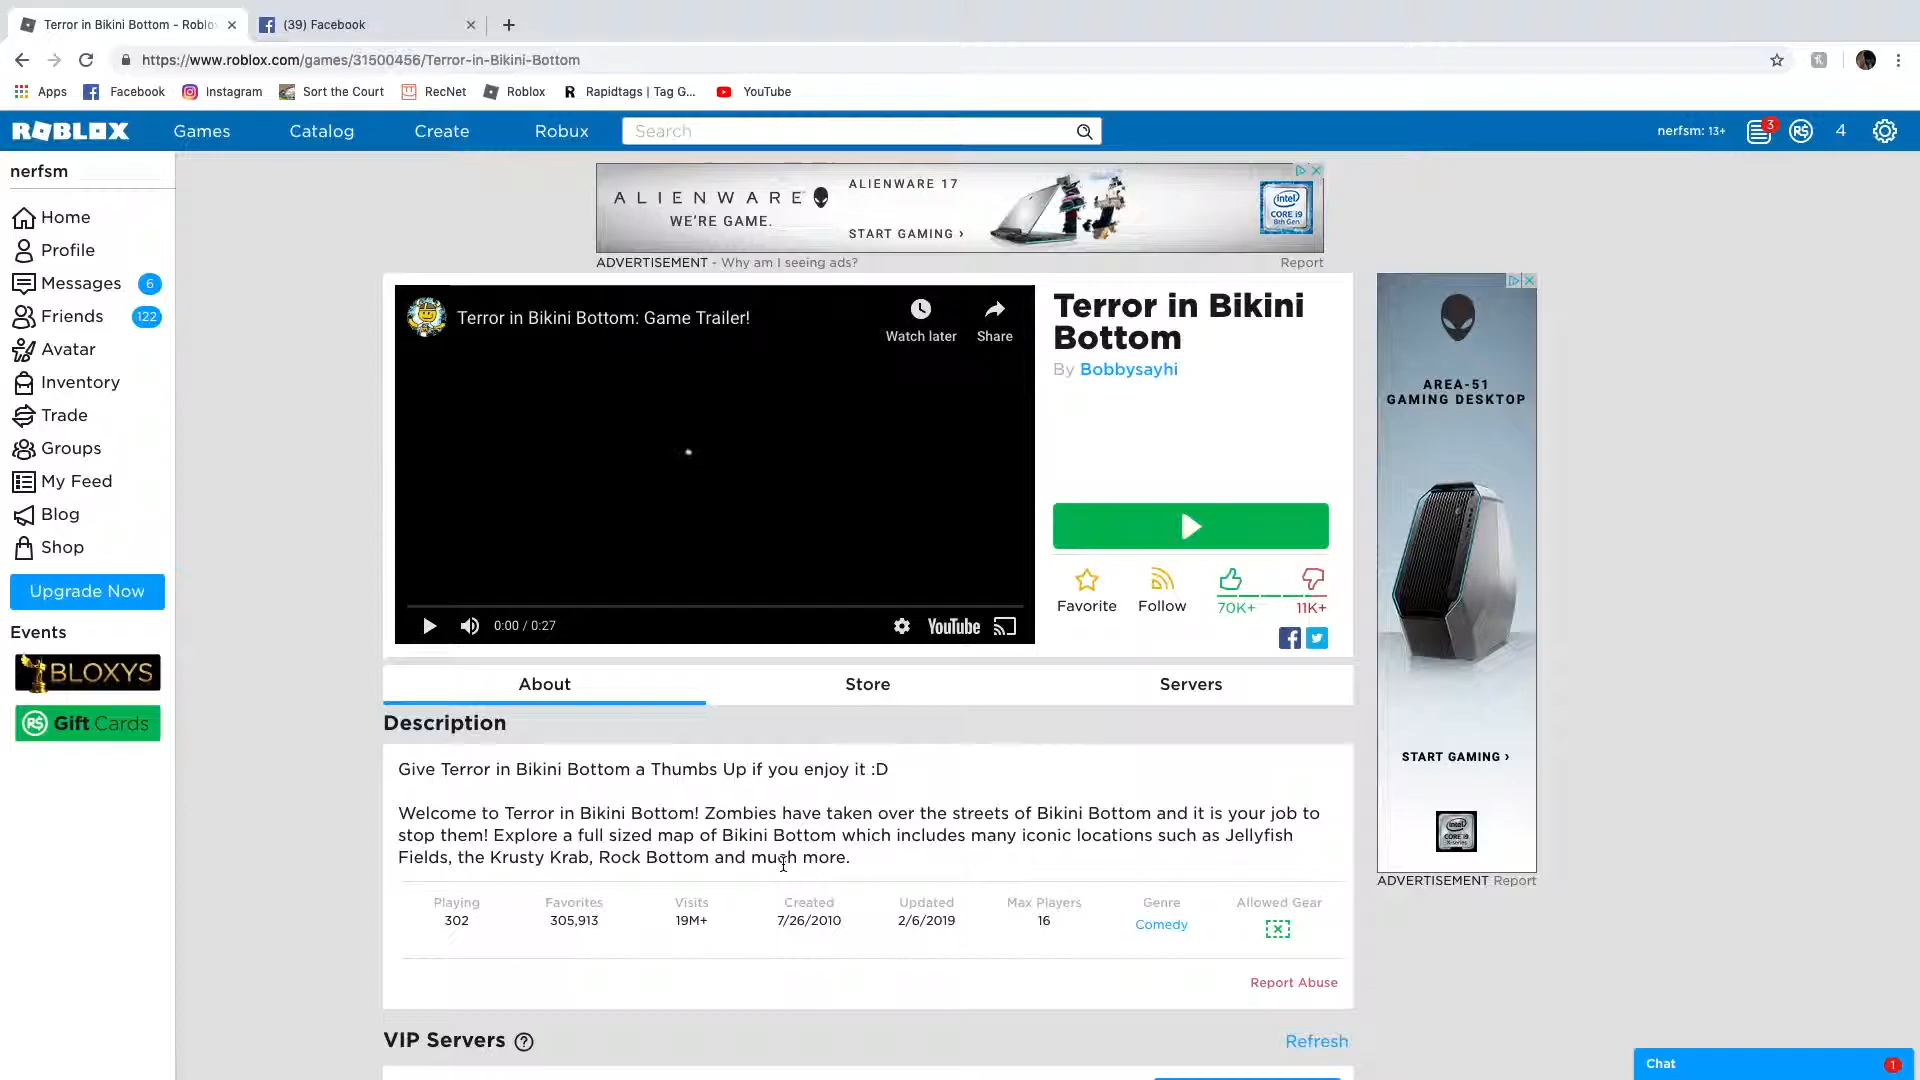 Terror in Bikini Bottom - Roblo
(39) Facebook
https://www.roblox.com/games/31500456/Terror-in-Bikini-Bottom
Apps
Facebook
Instagram
Sort the Court
RecNet
Roblox
Rapidtags | Tag G...
YouTube
ROBLOX
Games
Catalog
Create
Robux
Search
nerfsm: 13+
3
4
nerfsm
Home
Profile
Messages 6
Friends 122
Avatar
Inventory
Trade
Groups
My Feed
Blog
Shop
Upgrade Now
Events
BLOXYS
Gift Cards
ALIENWARE
WE'RE GAME.
ALIENWARE 17
START GAMING ›
intel
CORE i9
8th Gen
ADVERTISEMENT - Why am I seeing ads?
Report
Terror in Bikini Bottom: Game Trailer!
Watch later
Share
0:00 / 0:27
YouTube
Terror in Bikini
Bottom
By Bobbysayhi
Favorite
Follow
70K+
11K+
About
Store
Servers
Description
Give Terror in Bikini Bottom a Thumbs Up if you enjoy it :D
Welcome to Terror in Bikini Bottom! Zombies have taken over the streets of Bikini Bottom and it is your job to
stop them! Explore a full sized map of Bikini Bottom which includes many iconic locations such as Jellyfish
Fields, the Krusty Krab, Rock Bottom and much more.
Playing
302
Favorites
305,913
Visits
19M+
Created
7/26/2010
Updated
2/6/2019
Max Players
16
Genre
Comedy
Allowed Gear
Report Abuse
VIP Servers
Refresh
AREA-51
GAMING DESKTOP
START GAMING ›
CORE i9
X-series
ADVERTISEMENT Report
Chat
1